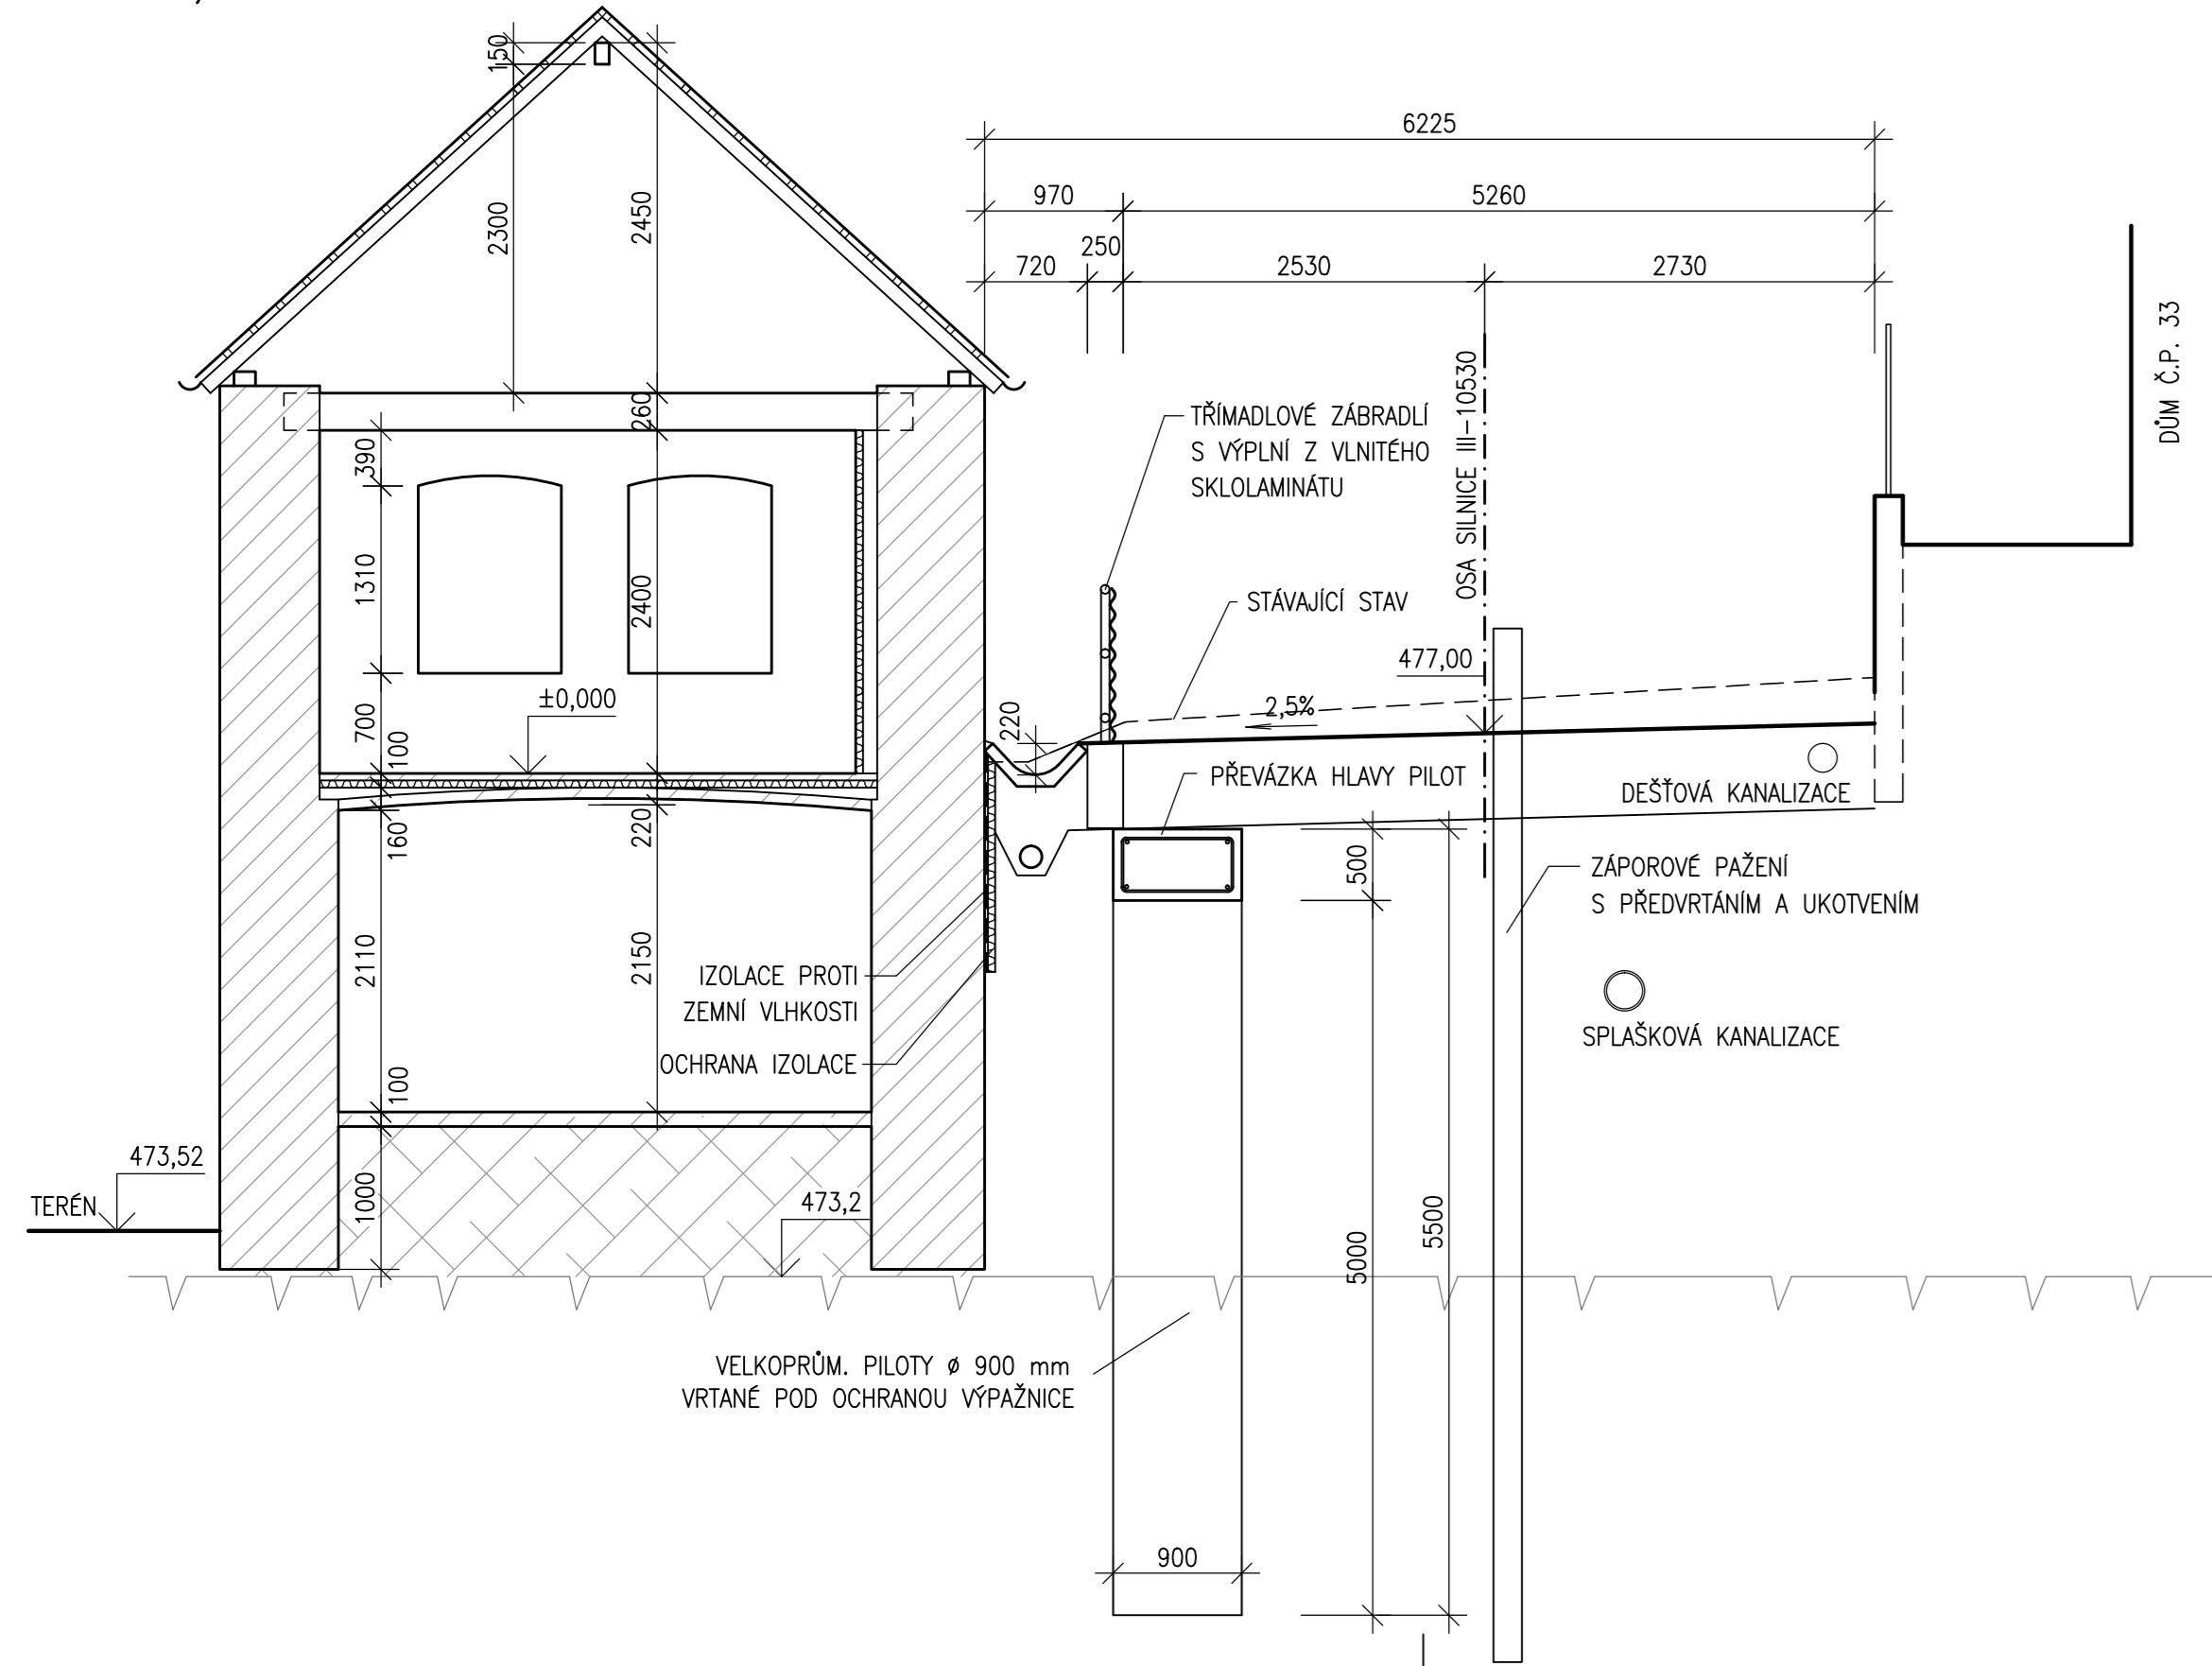 150
2300
2450
6225
970
5260
250
720
2530
2730
DŮM Č.P. 33
OSA SILNICE III-10530
260
390
1310
2400
700
100
±0,000
TŘÍMADLOVÉ ZÁBRADLÍ
S VÝPLNÍ Z VLNITÉHO
SKLOLAMINÁTU
STÁVAJÍCÍ STAV
477,00
2,5%
220
PŘEVÁZKA HLAVY PILOT
DEŠŤOVÁ KANALIZACE
160
220
500
ZÁPOROVÉ PAŽENÍ
S PŘEDVRTÁNÍM A UKOTVENÍM
2110
2150
IZOLACE PROTI
ZEMNÍ VLHKOSTI
OCHRANA IZOLACE
SPLAŠKOVÁ KANALIZACE
100
473,52
TERÉN
1000
473,2
5000
5500
VELKOPRŮM. PILOTY ø 900 mm
VRTANÉ POD OCHRANOU VÝPAŽNICE
900